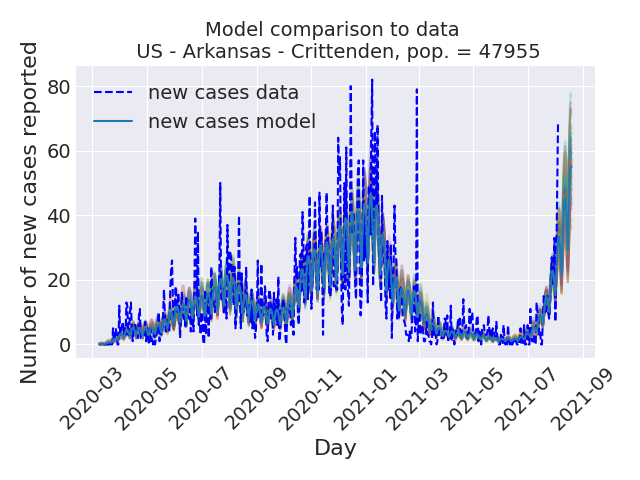 Model comparison to data
US - Arkansas - Crittenden, pop. = 47955
Number of new cases reported
80
60
40
20
0
new cases data
new cases model
2020-03
2020-05
2020-07
2020-09
2020-11
2021-01
2021-03
2021-05
2021-07
2021-09
Day